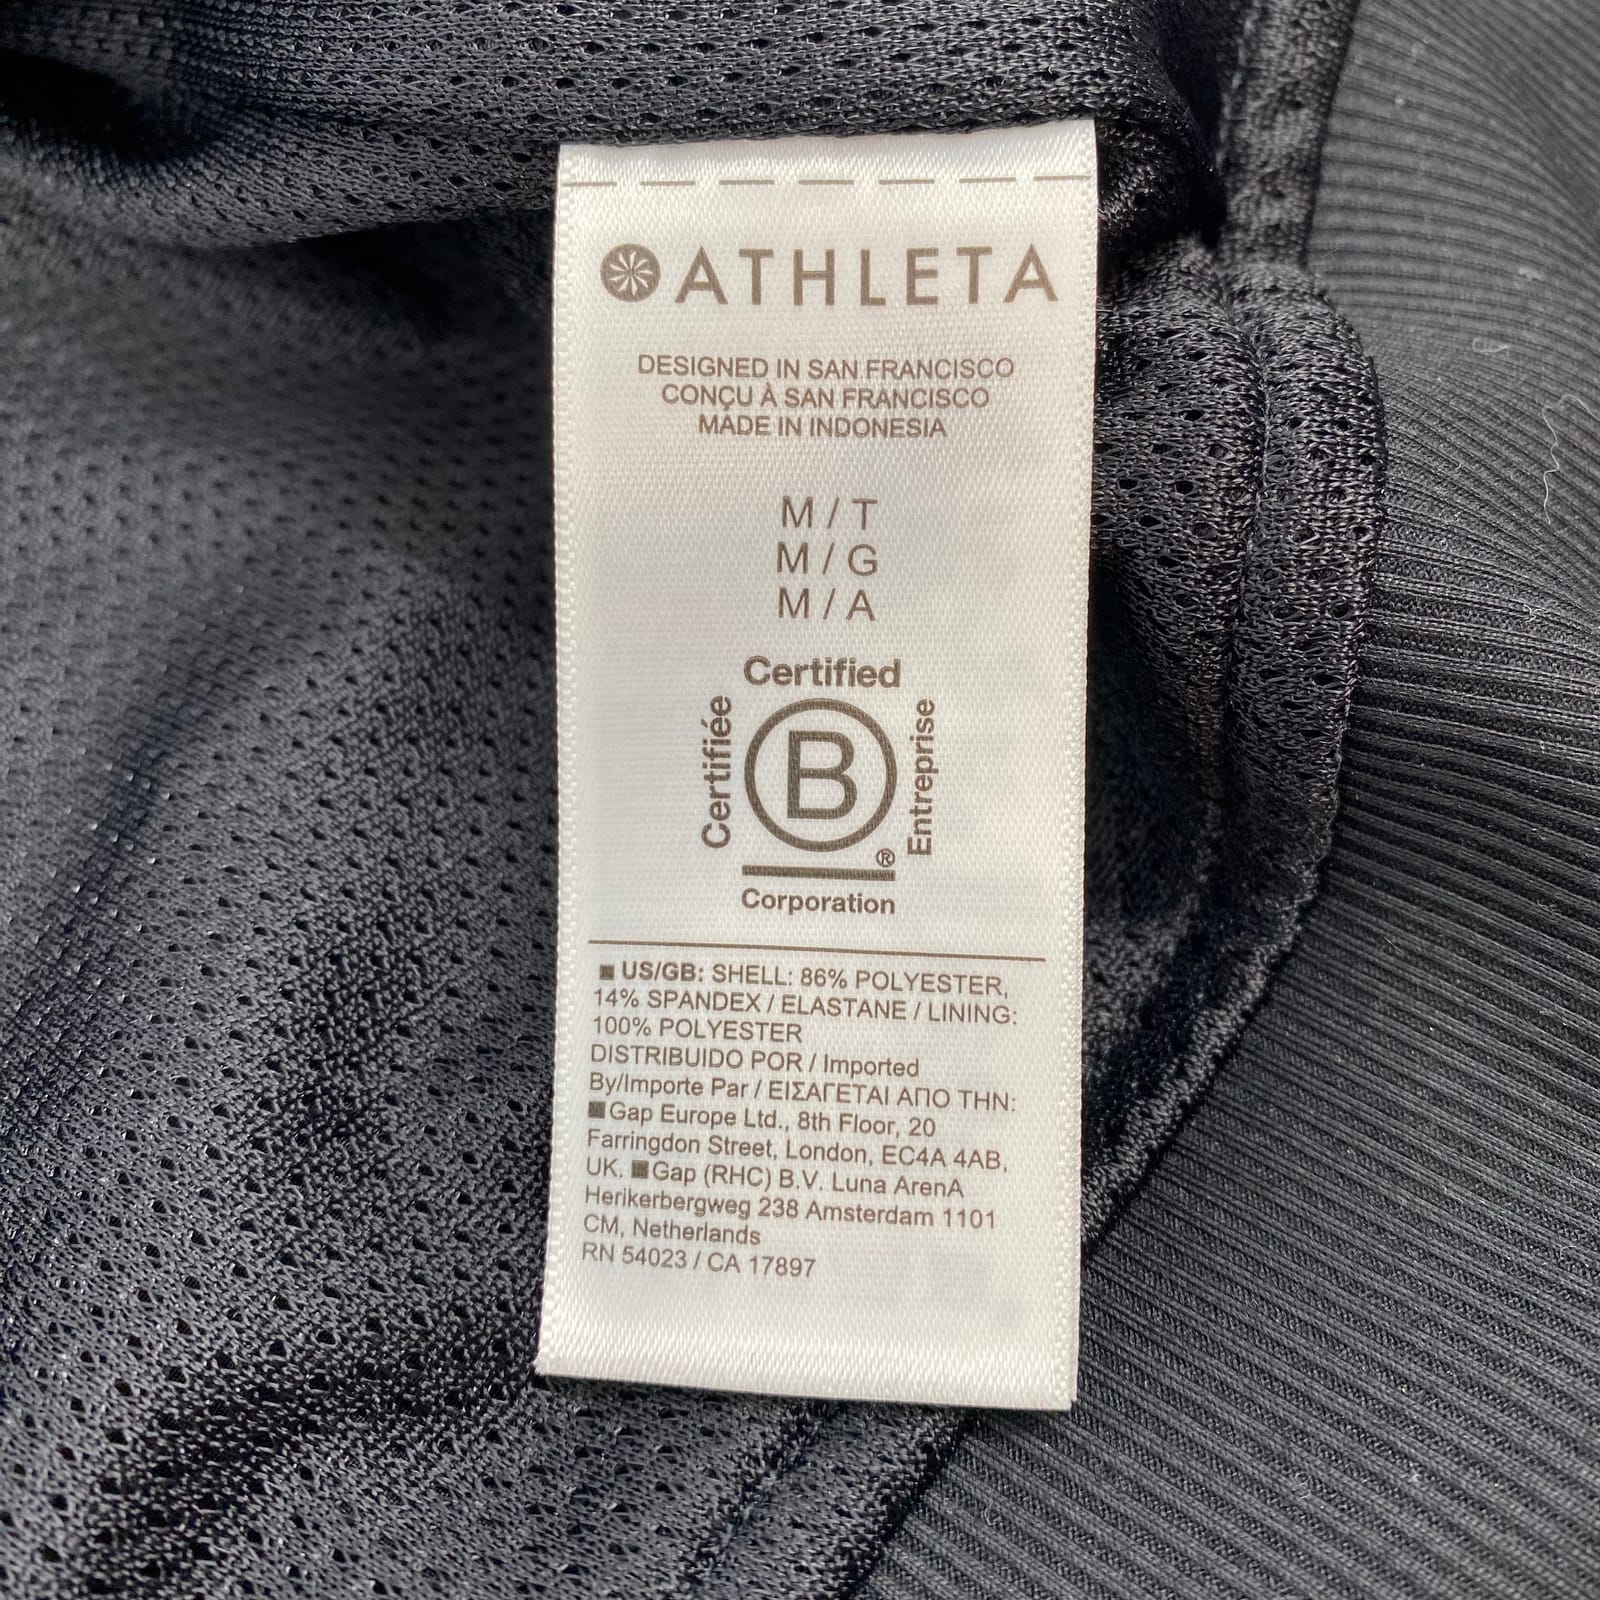 ATHLETA
DESIGNED IN SAN FRANCISCO
CONÇU À SAN FRANCISCO
MADE IN INDONESIA
M / T
M / G
M / A
Certified
Certifiée
B
Entreprise
®
Corporation
US/GB: SHELL: 86% POLYESTER,
14% SPANDEX / ELASTANE / LINING:
100% POLYESTER
DISTRIBUIDO POR / Imported
By/Importe Par / ΕΙΣΑΓΕΤΑΙ ΑΠΟ ΤΗΝ:
Gap Europe Ltd., 8th Floor, 20
Farringdon Street, London, EC4A 4AB,
UK. Gap (RHC) B.V. Luna ArenA
Herikerbergweg 238 Amsterdam 1101
CM, Netherlands
RN 54023 / CA 17897